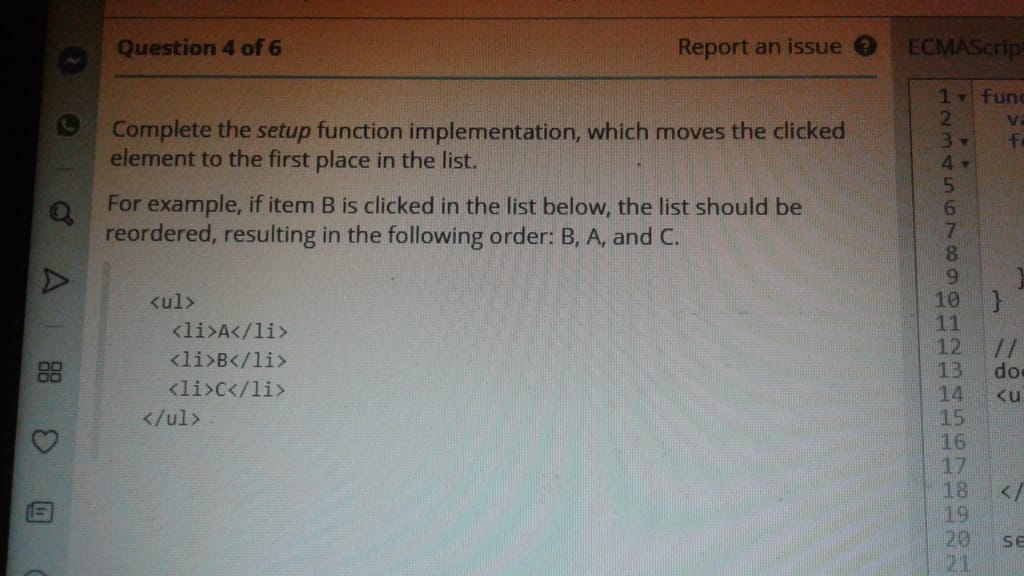 Question 4 of 6
Report an issue ?
ECMAScrip
Complete the setup function implementation, which moves the clicked
element to the first place in the list.
For example, if item B is clicked in the list below, the list should be
reordered, resulting in the following order: B, A, and C.
<ul>
<li>A</li>
<li>B</li>
<li>C</li>
</ul>
1 func
2 va
3 fu
4
5
6
7
8
9 }
10 }
11
12 //
13 do
14 <u
15
16
17
18 </
19
20 se
21